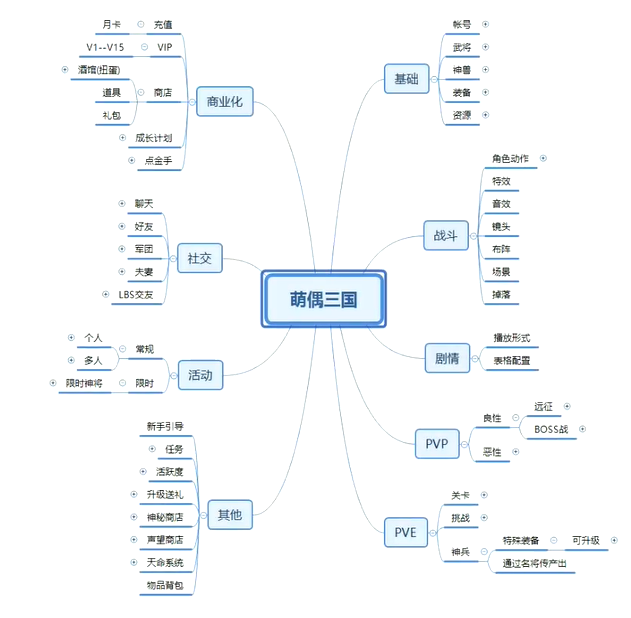 萌偶三国
基础
帐号
武将
神兽
装备
资源
战斗
角色动作
特效
音效
镜头
布阵
场景
掉落
剧情
播放形式
表格配置
PVP
良性
远征
BOSS战
恶性
PVE
关卡
挑战
神兵
特殊装备
可升级
通过名将传产出
商业化
充值
月卡
VIP
V1--V15
商店
酒馆(扭蛋)
道具
礼包
成长计划
点金手
社交
聊天
好友
军团
夫妻
LBS交友
活动
常规
个人
多人
限时
限时神将
其他
新手引导
任务
活跃度
升级送礼
神秘商店
声望商店
天命系统
物品背包